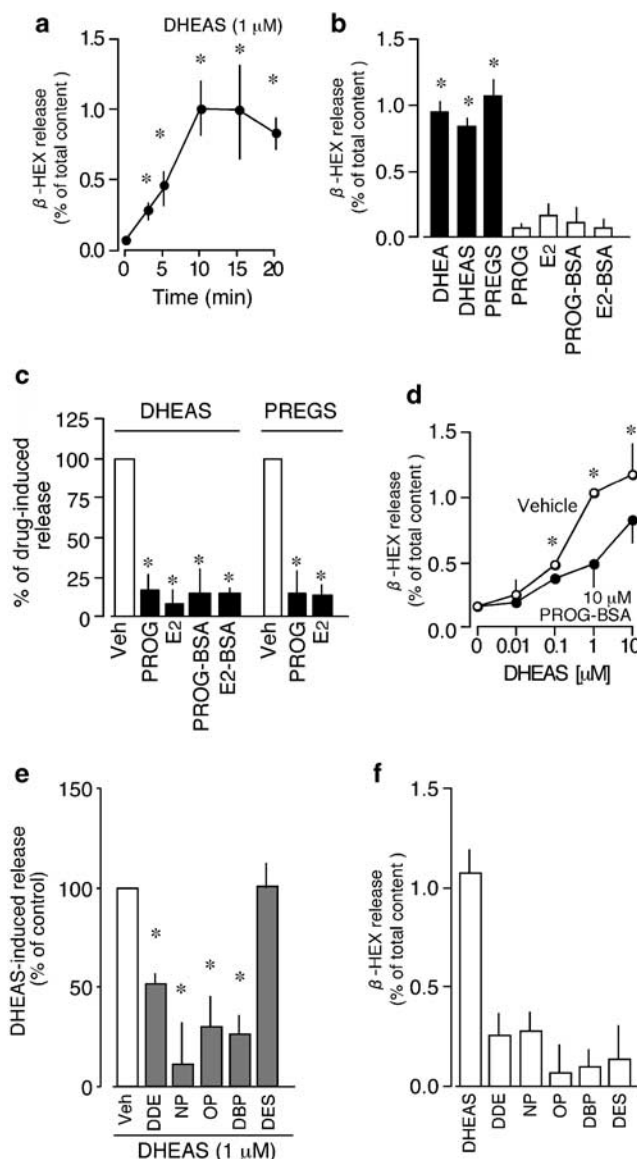 a
DHEAS (1 μM)
β-HEX release
(% of total content )
1.5
1.0
0.5
0.0
*
*
*
*
*
0
5
10
15
20
Time (min)
b
β-HEX release
(% of total content )
1.5
1.0
0.5
0.0
*
*
*
DHEA
DHEAS
PREGS
PROG
E2
PROG-BSA
E2-BSA
c
DHEAS
PREGS
% of drug-induced
release
125
100
75
50
25
0
*
*
*
*
*
*
Veh
PROG
E2
PROG-BSA
E2-BSA
Veh
PROG
E2
d
β-HEX release
(% of total content )
1.5
1.0
0.5
0.0
*
*
*
Vehicle
10 μM
PROG-BSA
0
0.01
0.1
1
10
DHEAS [μM]
e
DHEAS-induced release
(% of control)
150
100
50
0
*
*
*
*
Veh
DDE
NP
OP
DBP
DES
DHEAS (1 μM)
f
β-HEX release
(% of total content )
1.5
1.0
0.5
0.0
DHEAS
DDE
NP
OP
DBP
DES